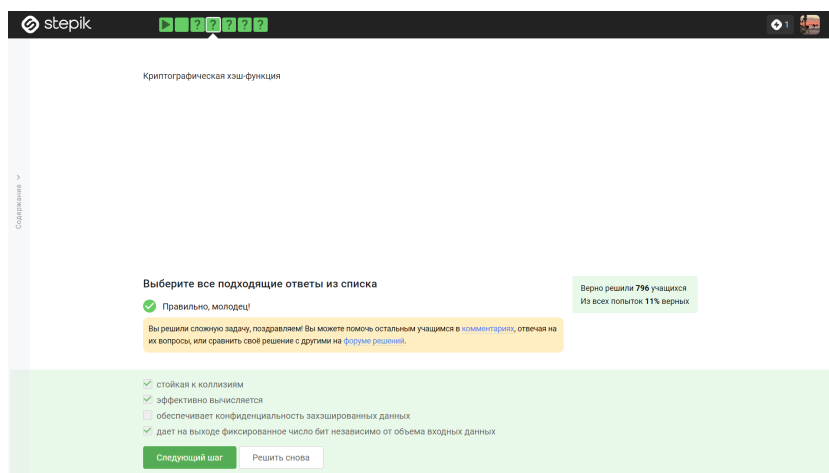 stepik
? ? ? ? ?
1
Содержание
Криптографическая хэш-функция
Выберите все подходящие ответы из списка
Верно решили 796 учащихся
Из всех попыток 11% верных
Правильно, молодец!
Вы решили сложную задачу, поздравляем! Вы можете помочь остальным учащимся в комментариях, отвечая на
их вопросы, или сравнить своё решение с другими на форуме решений.
стойкая к коллизиям
эффективно вычисляется
обеспечивает конфиденциальность захэшированных данных
дает на выходе фиксированное число бит независимо от объема входных данных
Следующий шаг
Решить снова